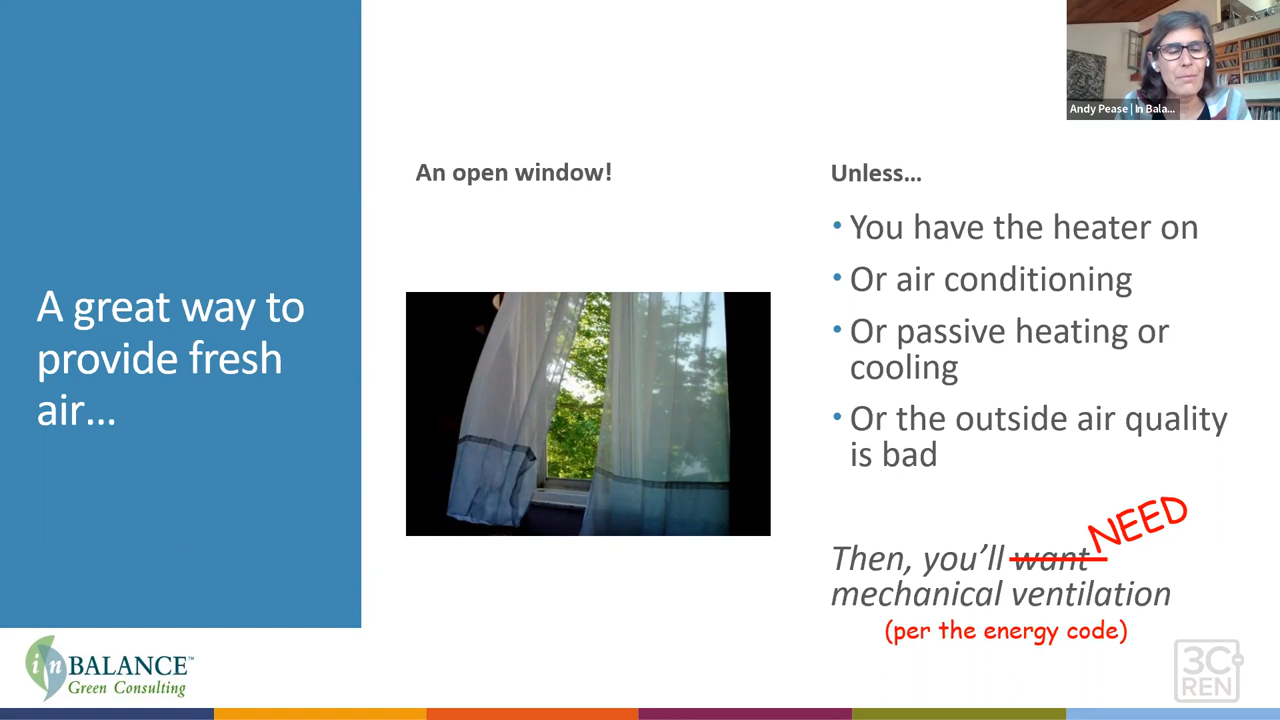 Andy Pease | In Bala...
An open window!
Unless...
A great way to
provide fresh
air...
• You have the heater on
• Or air conditioning
• Or passive heating or
cooling
• Or the outside air quality
is bad
NEED
Then, you'll want
mechanical ventilation
(per the energy code)
in BALANCE™
Green Consulting
3C
REN